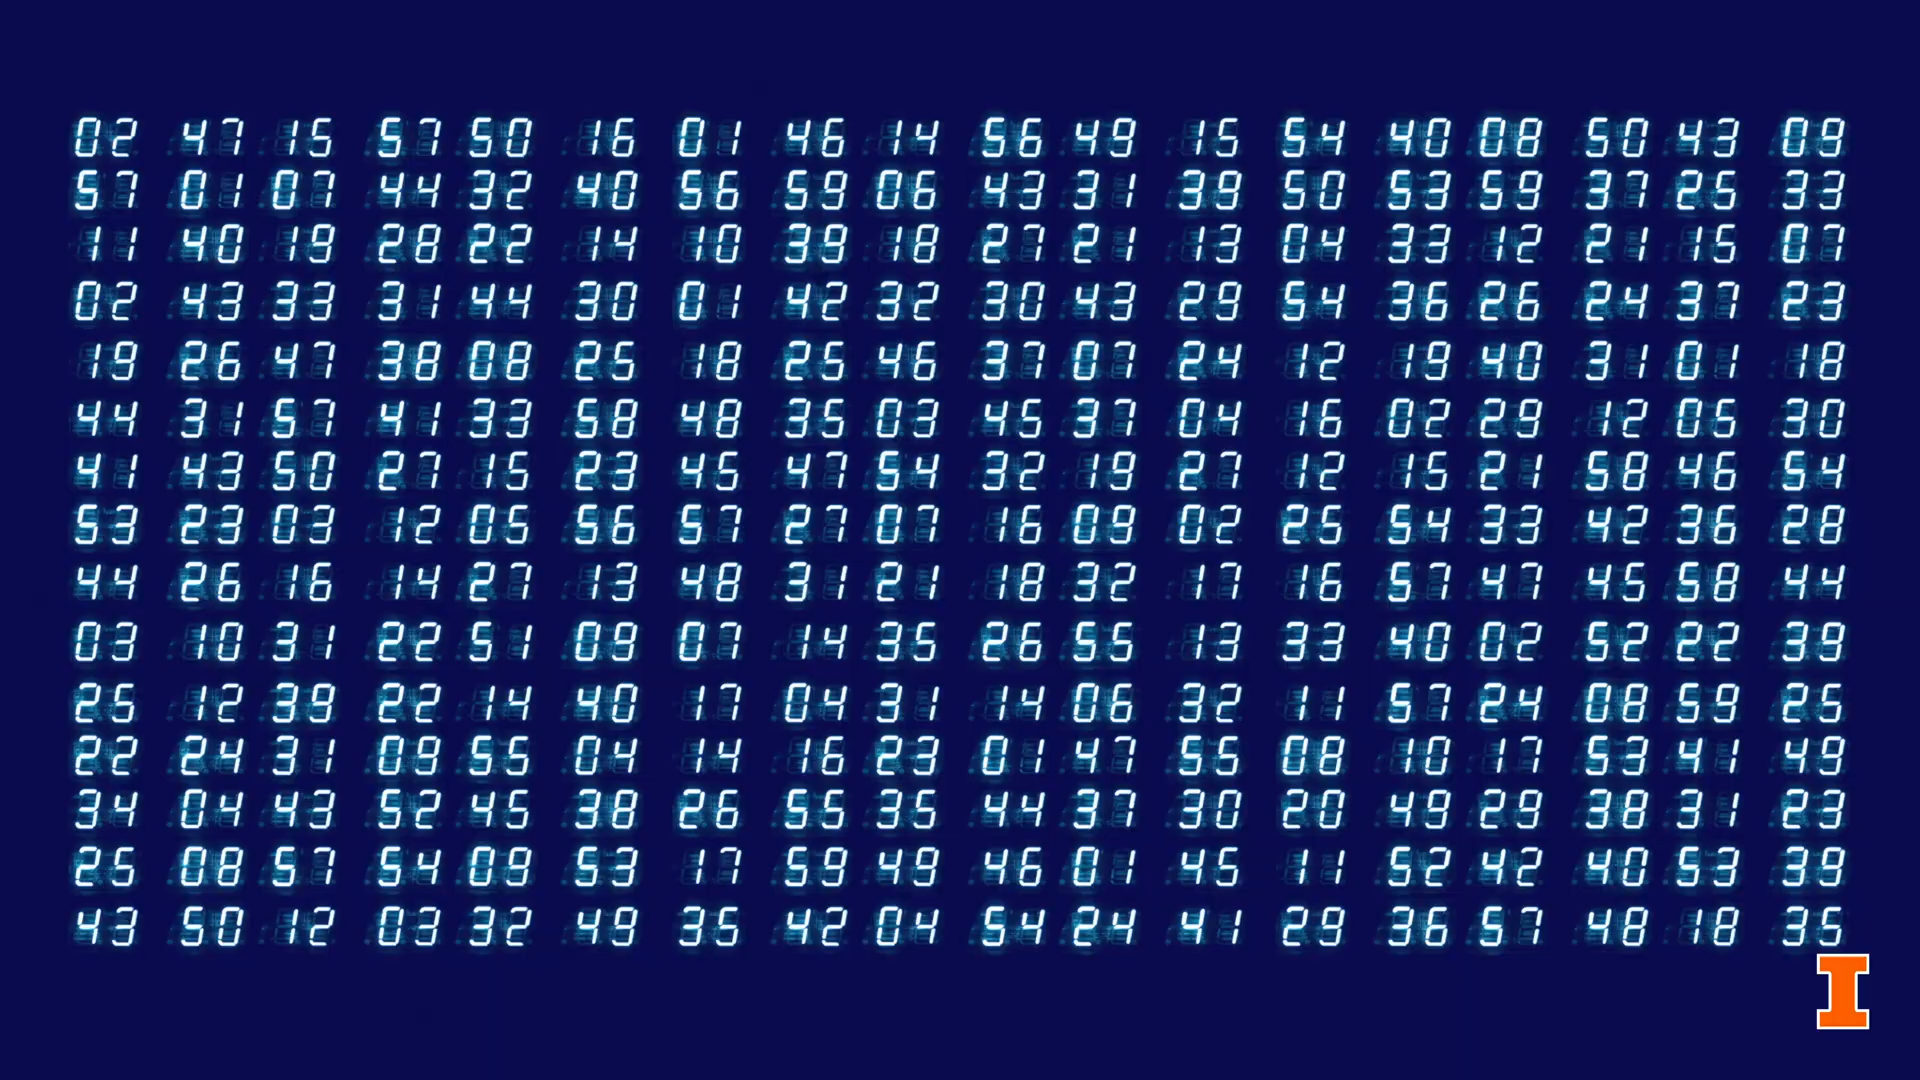 02 47 15 57 50 16 01 46 14 56 49 15 54 40 08 50 43 09
57 01 07 44 32 40 56 59 06 43 31 39 50 53 59 37 25 33
11 40 19 28 22 14 10 39 18 27 21 13 04 33 12 21 15 07
02 43 33 31 44 30 01 42 32 30 43 29 54 36 26 24 37 23
19 26 47 38 08 25 18 25 46 37 07 24 12 19 40 31 01 18
44 31 57 41 33 58 48 35 03 45 37 04 16 02 29 12 05 30
41 43 50 27 15 23 45 47 54 32 19 27 12 15 21 58 46 54
53 23 03 12 05 56 57 27 07 16 09 02 25 54 33 42 36 28
44 26 16 14 27 13 48 31 21 18 32 17 16 57 47 45 58 44
03 10 31 22 51 09 07 14 35 26 55 13 33 40 02 52 22 39
25 12 39 22 14 40 17 04 31 14 06 32 11 57 24 08 59 25
22 24 31 09 55 04 14 16 23 01 47 55 08 10 17 53 41 49
34 04 43 52 45 38 26 55 35 44 37 30 20 49 29 38 31 23
25 08 57 54 09 53 17 59 49 46 01 45 11 52 42 40 53 39
43 50 12 03 32 49 35 42 04 54 24 41 29 36 57 48 18 35
I